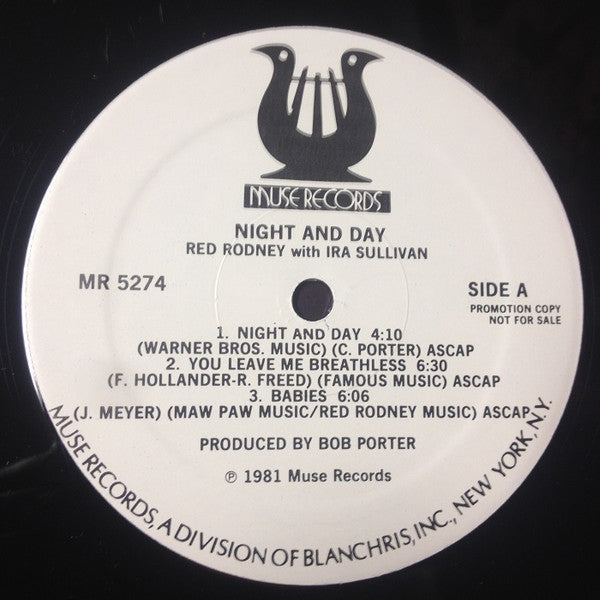 MUSE RECORDS
NIGHT AND DAY
RED RODNEY with IRA SULLIVAN
MR 5274
SIDE A
PROMOTION COPY
NOT FOR SALE
1. NIGHT AND DAY 4:10
(WARNER BROS. MUSIC) (C. PORTER) ASCAP
2. YOU LEAVE ME BREATHLESS 6:30
(F. HOLLANDER-R. FREED) (FAMOUS MUSIC) ASCAP
3. BABIES 6:06
(J. MEYER) (MAW PAW MUSIC/RED RODNEY MUSIC) ASCAP
PRODUCED BY BOB PORTER
℗ 1981 Muse Records
MUSE RECORDS, A DIVISION OF BLANCHRIS, INC., NEW YORK, N.Y.